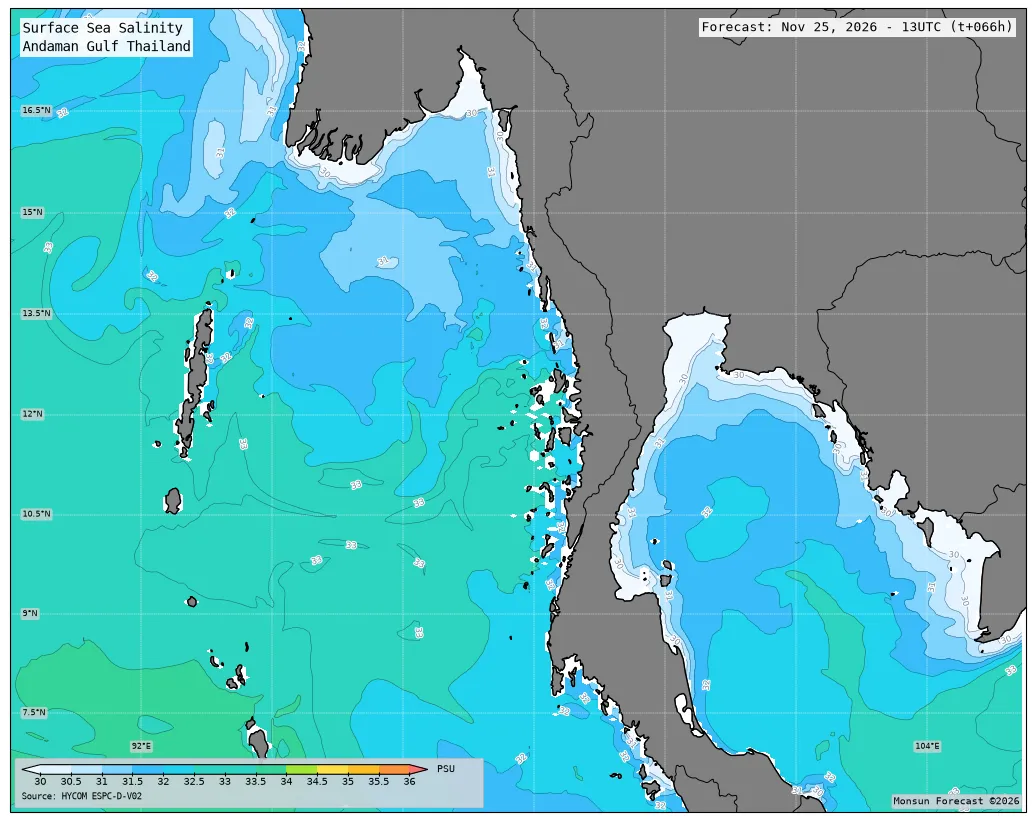 Surface Sea Salinity
Andaman Gulf Thailand
Forecast: Nov 25, 2026 - 13UTC (t+066h)
16.5°N
15°N
13.5°N
12°N
10.5°N
9°N
7.5°N
92°E
104°E
30 30.5 31 31.5 32 32.5 33 33.5 34 34.5 35 35.5 36 PSU
Source: HYCOM ESPC-D-V02
Monsun Forecast ©2026